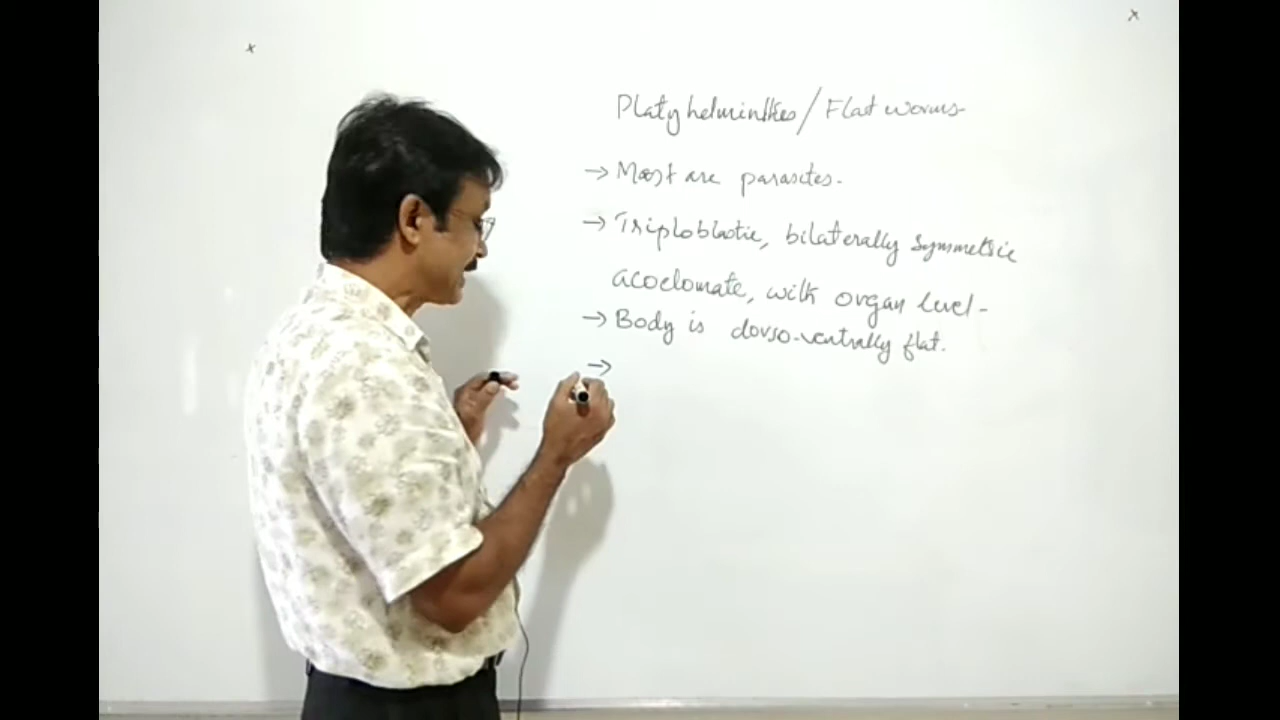 Platyhelminthes / Flat worms-
→ Most are parasites.
→ Triploblastic, bilaterally symmetric
acoelomate, with organ level-
→ Body is dorso-ventrally flat.
→